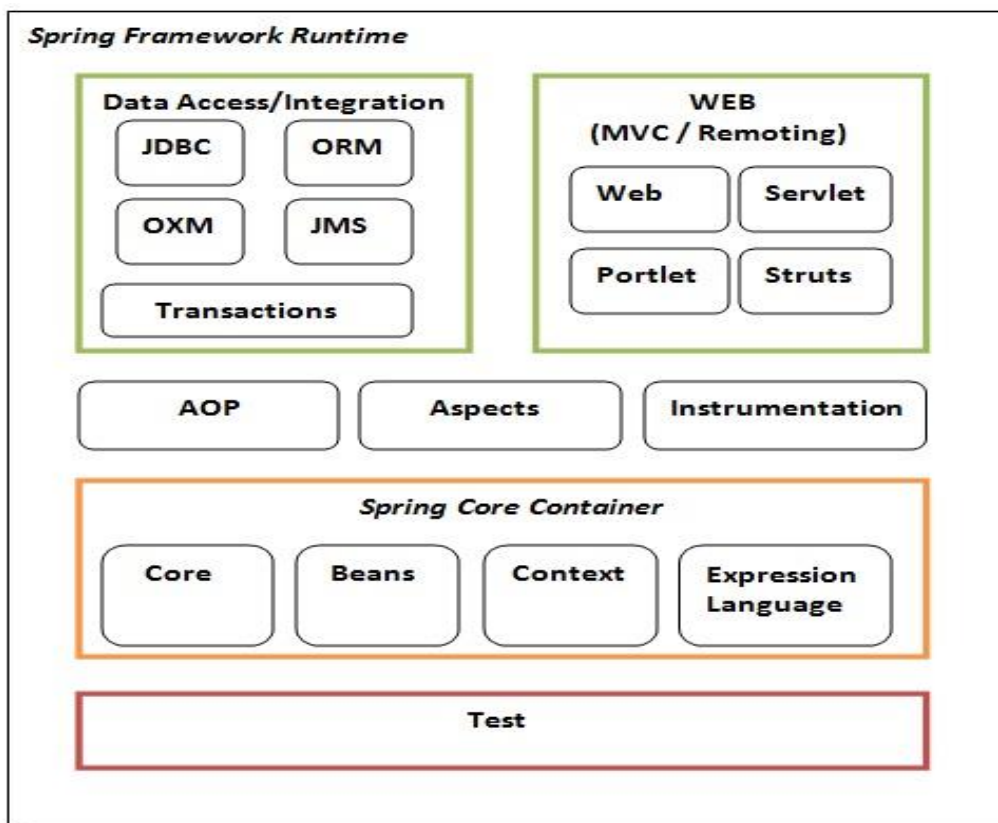 Spring Framework Runtime
Data Access/Integration
JDBC
ORM
OXM
JMS
Transactions
WEB
(MVC / Remoting)
Web
Servlet
Portlet
Struts
AOP
Aspects
Instrumentation
Spring Core Container
Core
Beans
Context
Expression
Language
Test